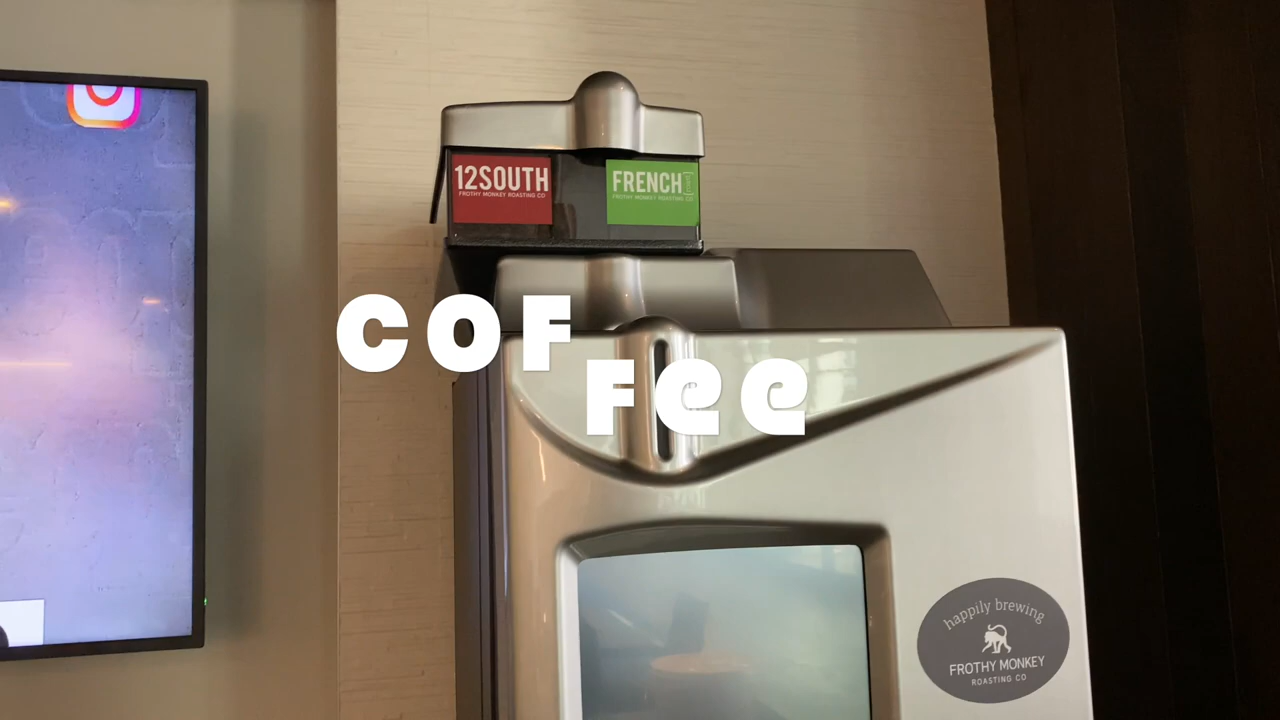 12SOUTH
FROTHY MONKEY ROASTING CO
FRENCH
FROTHY MONKEY ROASTING CO
COF
FEE
happily brewing
FROTHY MONKEY
ROASTING CO